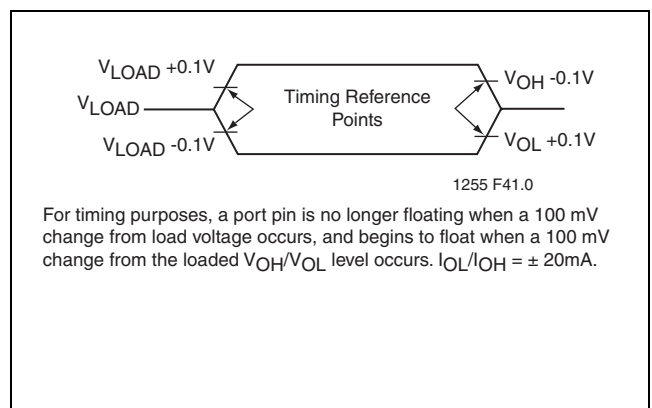 VLOAD +0.1V
VLOAD
VLOAD -0.1V
Timing Reference
Points
VOH -0.1V
VOL +0.1V
1255 F41.0
For timing purposes, a port pin is no longer floating when a 100 mV
change from load voltage occurs, and begins to float when a 100 mV
change from the loaded VOH/VOL level occurs. IOL/IOH = ± 20mA.